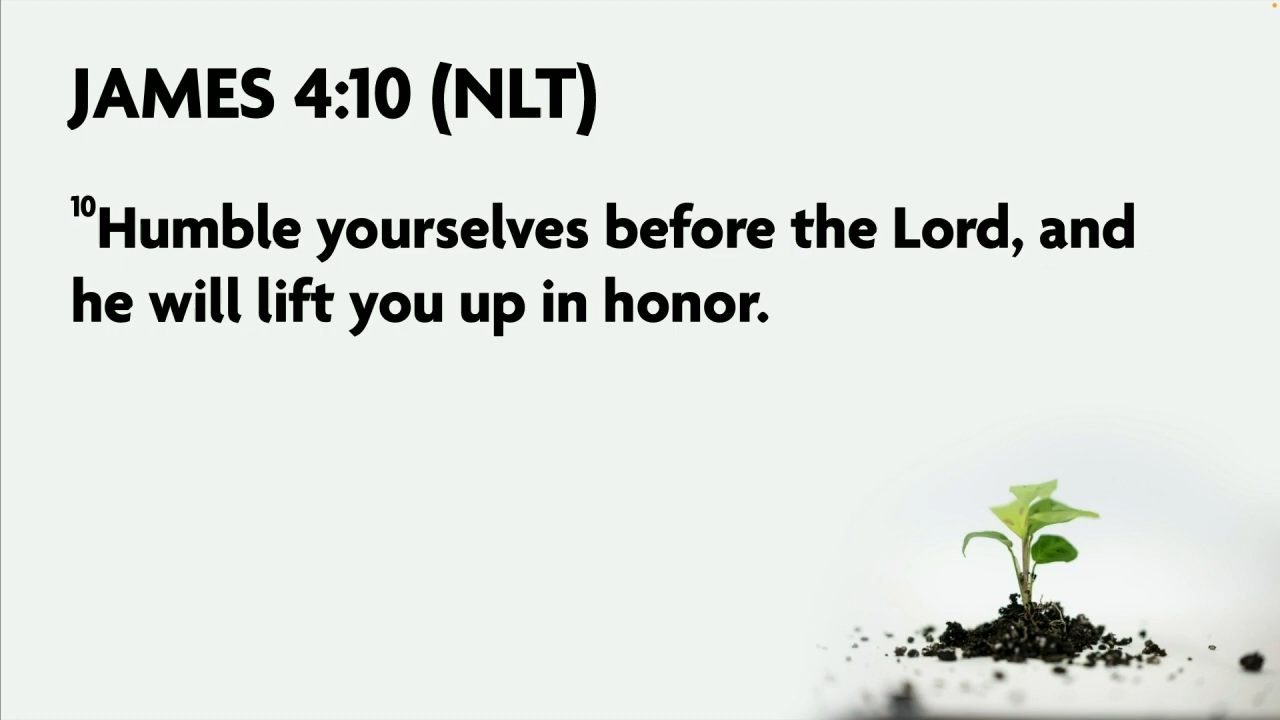 JAMES 4:10 (NLT)
10Humble yourselves before the Lord, and
he will lift you up in honor.